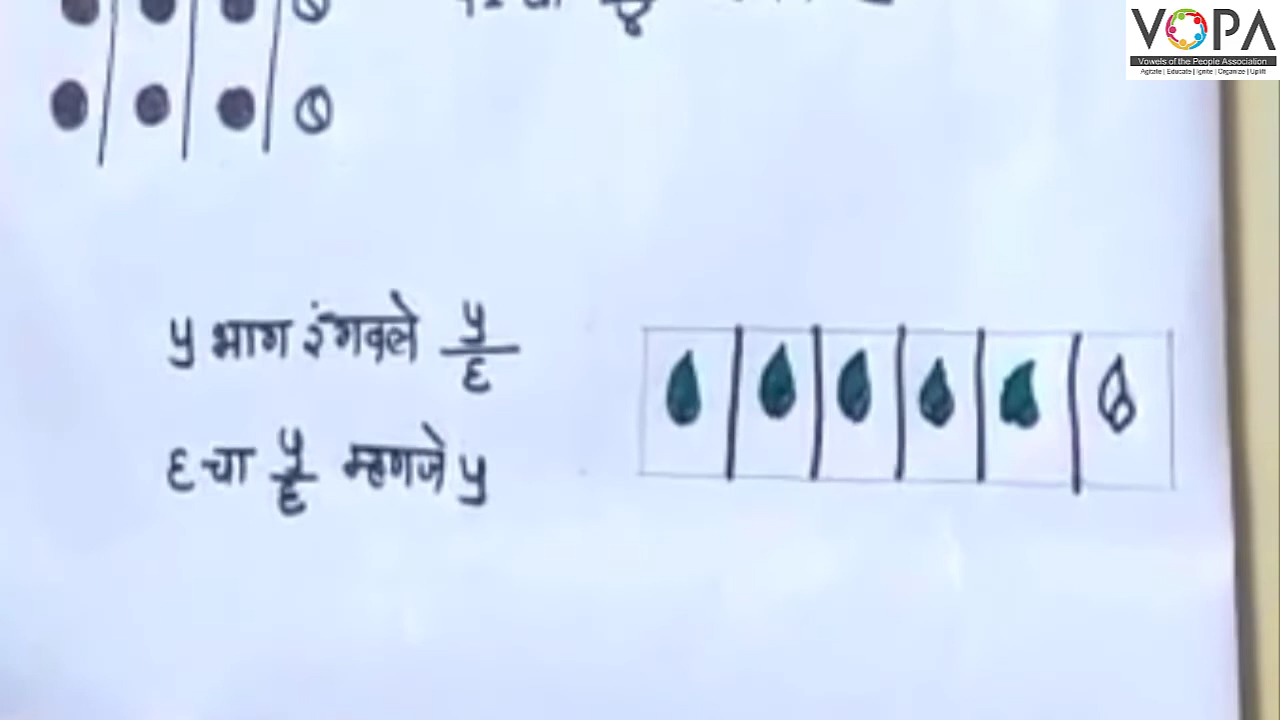 VOPA
Vowels of the People Association
Agitate | Educate | Ignite | Organize | Uplift
५ भाग रंगवले ५/६
६ चा ५/६ म्हणजे ५